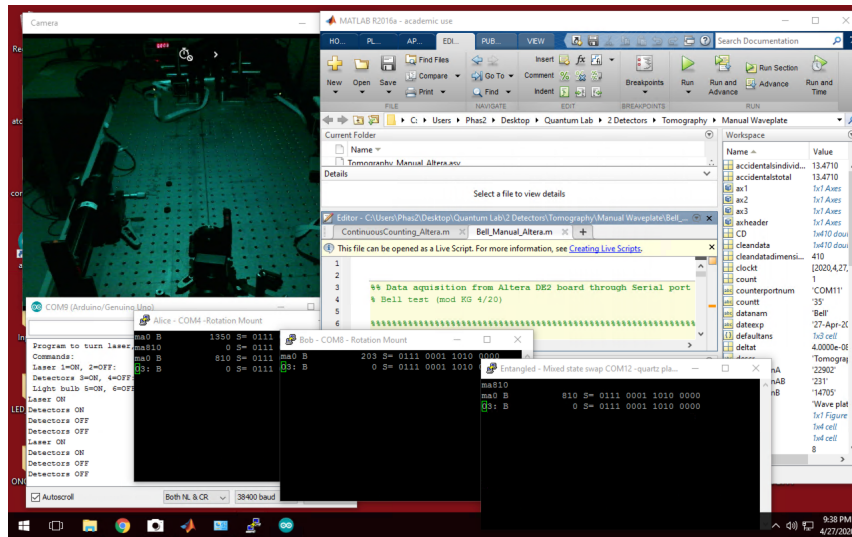 Camera
MATLAB R2016a - academic use
HO... PL... AP... EDI... PUB... VIEW
Search Documentation
New Open Save
Find Files
Compare
Print
Go To
Find
Insert
Comment
Indent
Breakpoints
Run
Run and Advance
Run Section
Advance
Run and Time
FILE NAVIGATE EDIT BREAKPOINTS RUN
C: Users Phas2 Desktop Quantum Lab 2 Detectors Tomography Manual Waveplate
Current Folder
Name
Tomography_Manual_Altera.asv
Details
Select a file to view details
Editor - C:\Users\Phas2\Desktop\Quantum Lab\2 Detectors\Tomography\Manual Waveplate\Bell_...
ContinuousCounting_Altera.m Bell_Manual_Altera.m
This file can be opened as a Live Script. For more information, see Creating Live Scripts.
1
2
3 %% Data aquisition from Altera DE2 board through Serial port
4 % Bell test (mod KG 4/20)
5
6 %%%%%%%%%%%%%%%%%%%%%%%%%%%%%%%%%%%%%%%%%%%%%%%%
Workspace
Name Value
accidentalsindivid... 13.4710
accidentalstotal 13.4710
ax1 1x1 Axes
ax2 1x1 Axes
ax3 1x1 Axes
axheader 1x1 Axes
CD 1x410 dou
cleandata 1x410 dou
cleandatadimensi... 410
clockt [2020,4,27,
count 1
counterportnum 'COM11'
countt '35'
datanam 'Bell'
dateexp '27-Apr-20
defaultans 1x3 cell
deltat 4.0000e-08
'Tomograp
'22902'
'231'
'14705'
'Wave plat
1x1 Figure
1x4 cell
1x4 cell
8
COM9 (Arduino/Genuino Uno)
Program to turn laser,
Commands:
Laser 1=ON, 2=OFF:
Detectors 3=ON, 4=OFF:
Light bulb 5=ON, 6=OFF
Laser ON
Detectors ON
Detectors OFF
Detectors OFF
Laser ON
Detectors ON
Detectors OFF
Detectors OFF
Autoscroll
Both NL & CR
38400 baud
Alice - COM4 -Rotation Mount
ma0 B 1350 S= 0111
ma810 0 S= 0111
ma0 B 810 S= 0111
03: B 0 S= 0111
Bob - COM8 - Rotation Mount
ma0 B 203 S= 0111 0001 1010 0000
03: B 0 S= 0111 0001 1010 0000
Entangled - Mixed state swap COM12 -quartz pla...
ma810
ma0 B 810 S= 0111 0001 1010 0000
03: B 0 S= 0111 0001 1010 0000
9:38 PM
4/27/202